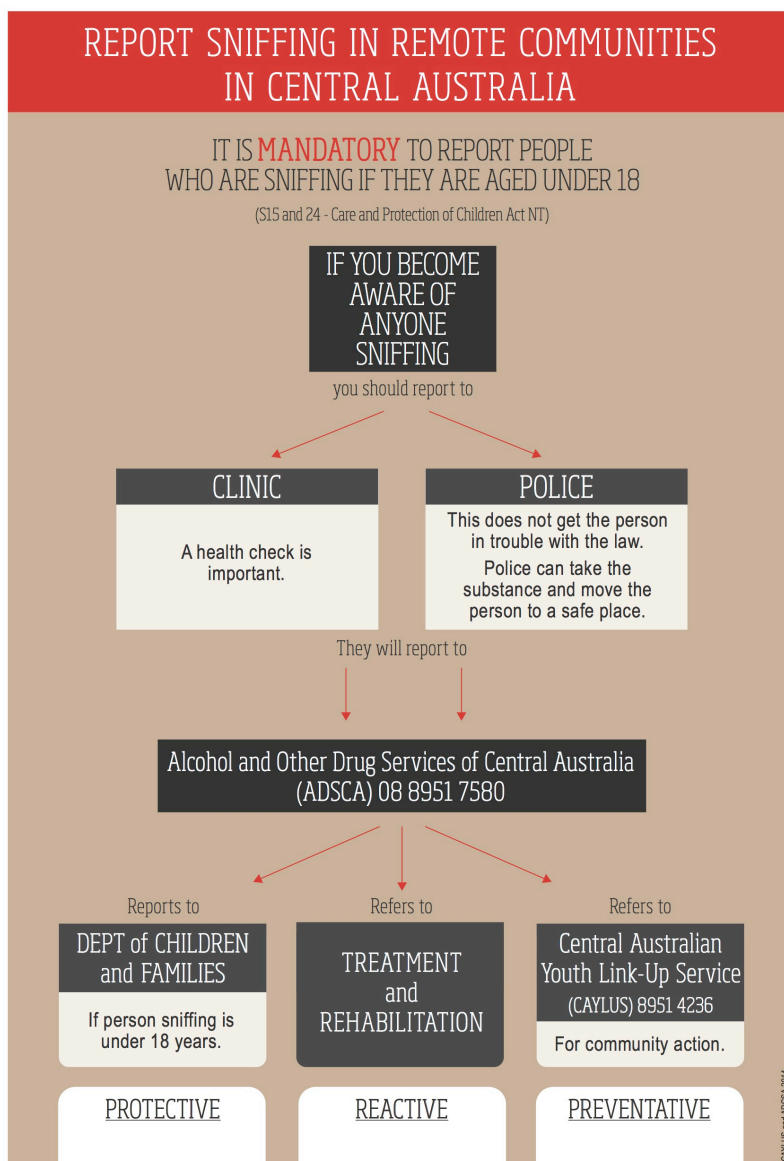 REPORT SNIFFING IN REMOTE COMMUNITIES
IN CENTRAL AUSTRALIA
IT IS MANDATORY TO REPORT PEOPLE
WHO ARE SNIFFING IF THEY ARE AGED UNDER 18
(S15 and 24 - Care and Protection of Children Act NT)
IF YOU BECOME
AWARE OF
ANYONE
SNIFFING
you should report to
CLINIC
A health check is
important.
POLICE
This does not get the person
in trouble with the law.
Police can take the
substance and move the
person to a safe place.
They will report to
Alcohol and Other Drug Services of Central Australia
(ADSCA) 08 8951 7580
Reports to
DEPT of CHILDREN
and FAMILIES
If person sniffing is
under 18 years.
Refers to
TREATMENT
and
REHABILITATION
Refers to
Central Australian
Youth Link-Up Service
(CAYLUS) 8951 4236
For community action.
PROTECTIVE
REACTIVE
PREVENTATIVE